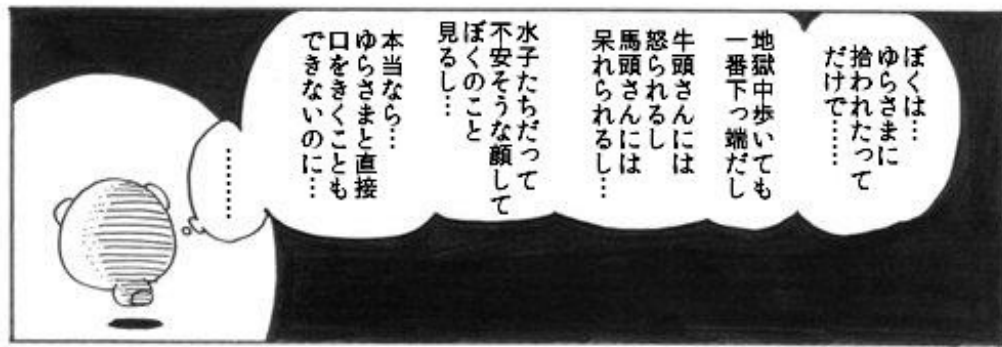 ぼくは…
ゆらさまに
拾われたって
だけで……
地獄中歩いても
一番下っ端だし
牛頭さんには
怒られるし
馬頭さんには
呆れられるし…
水子たちだって
不安そうな顔して
ぼくのこと
見るし…
本当なら…
ゆらさまと直接
口をきくことも
できないのに…
………